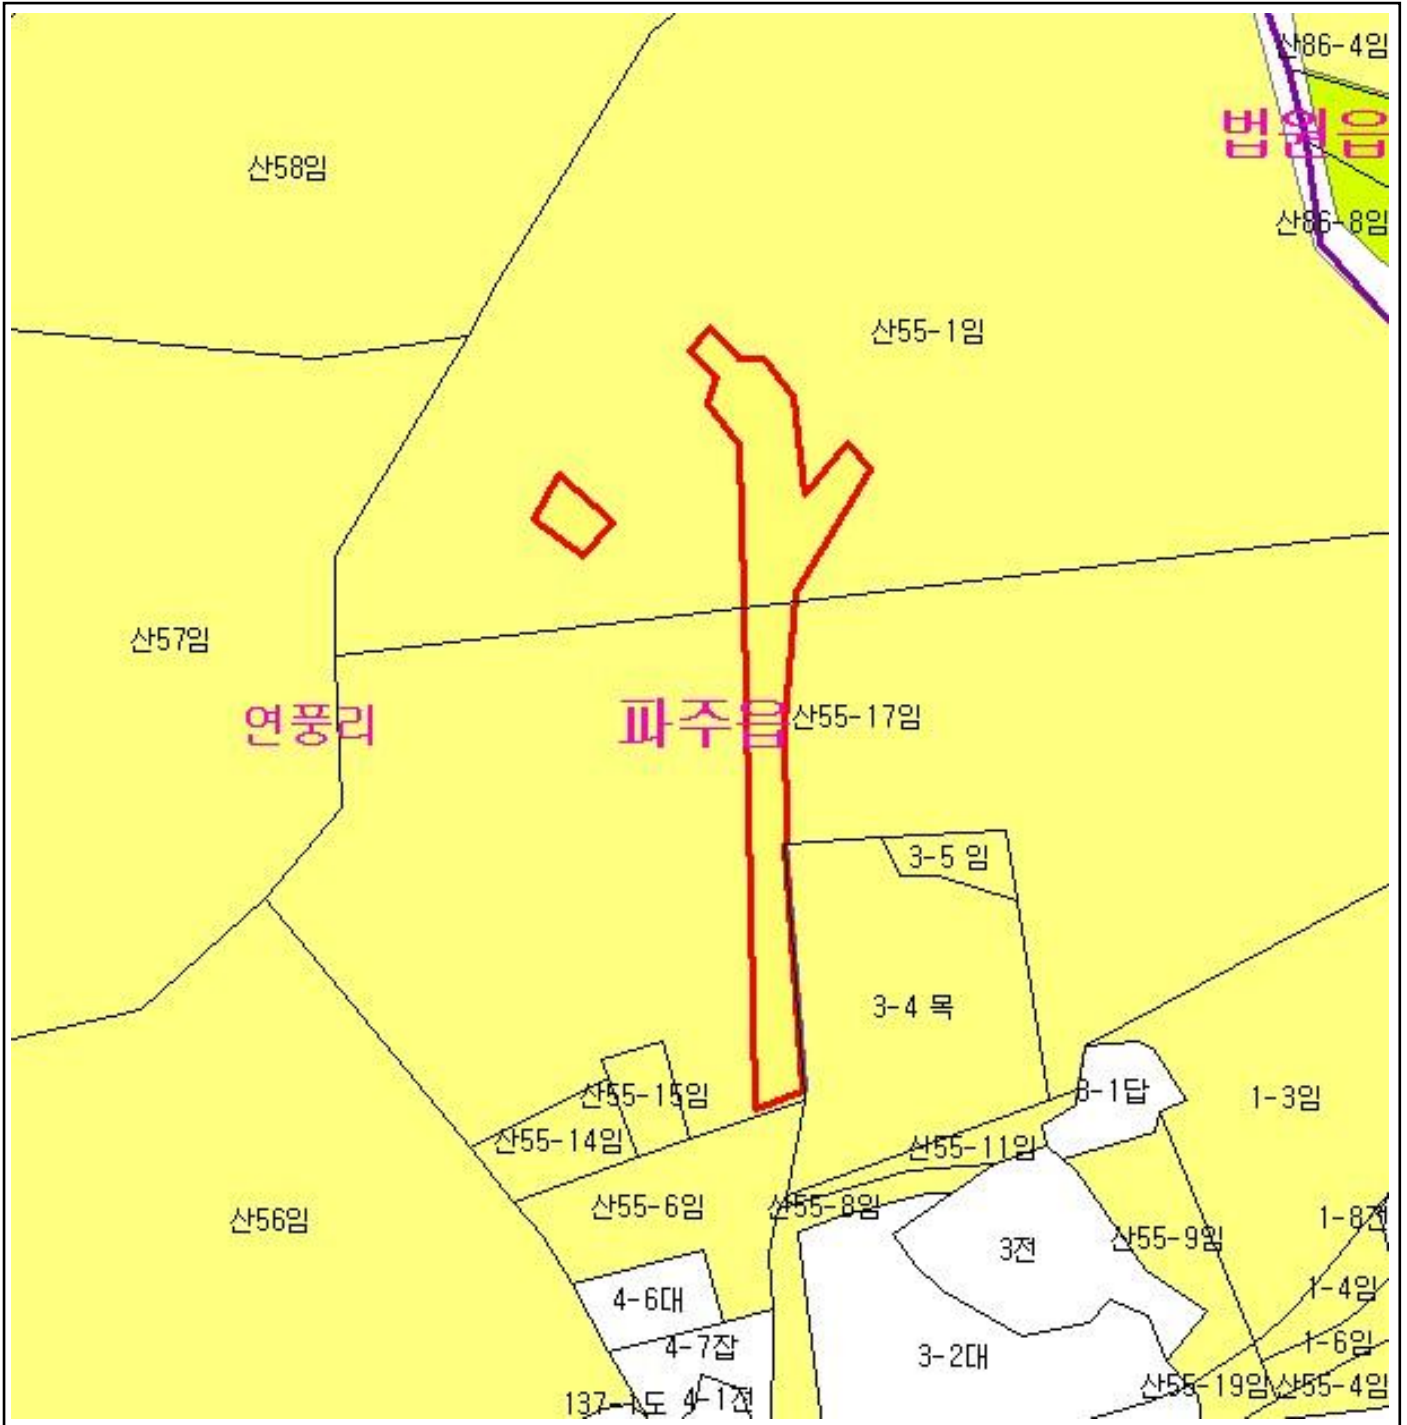 산86-4임
법원읍
산58임
산86-8임
산55-1임
산57임
연풍리
파주읍
산55-17임
3-5 임
3-4 목
산55-15임
3-1답
1-3임
산55-14임
산55-11임
산55-6임
산55-8임
산56임
1-8전
산55-9임
3전
1-4임
4-6대
1-6임
4-7잡
3-2대
산55-19임
산55-4임
137-1도
4-1전